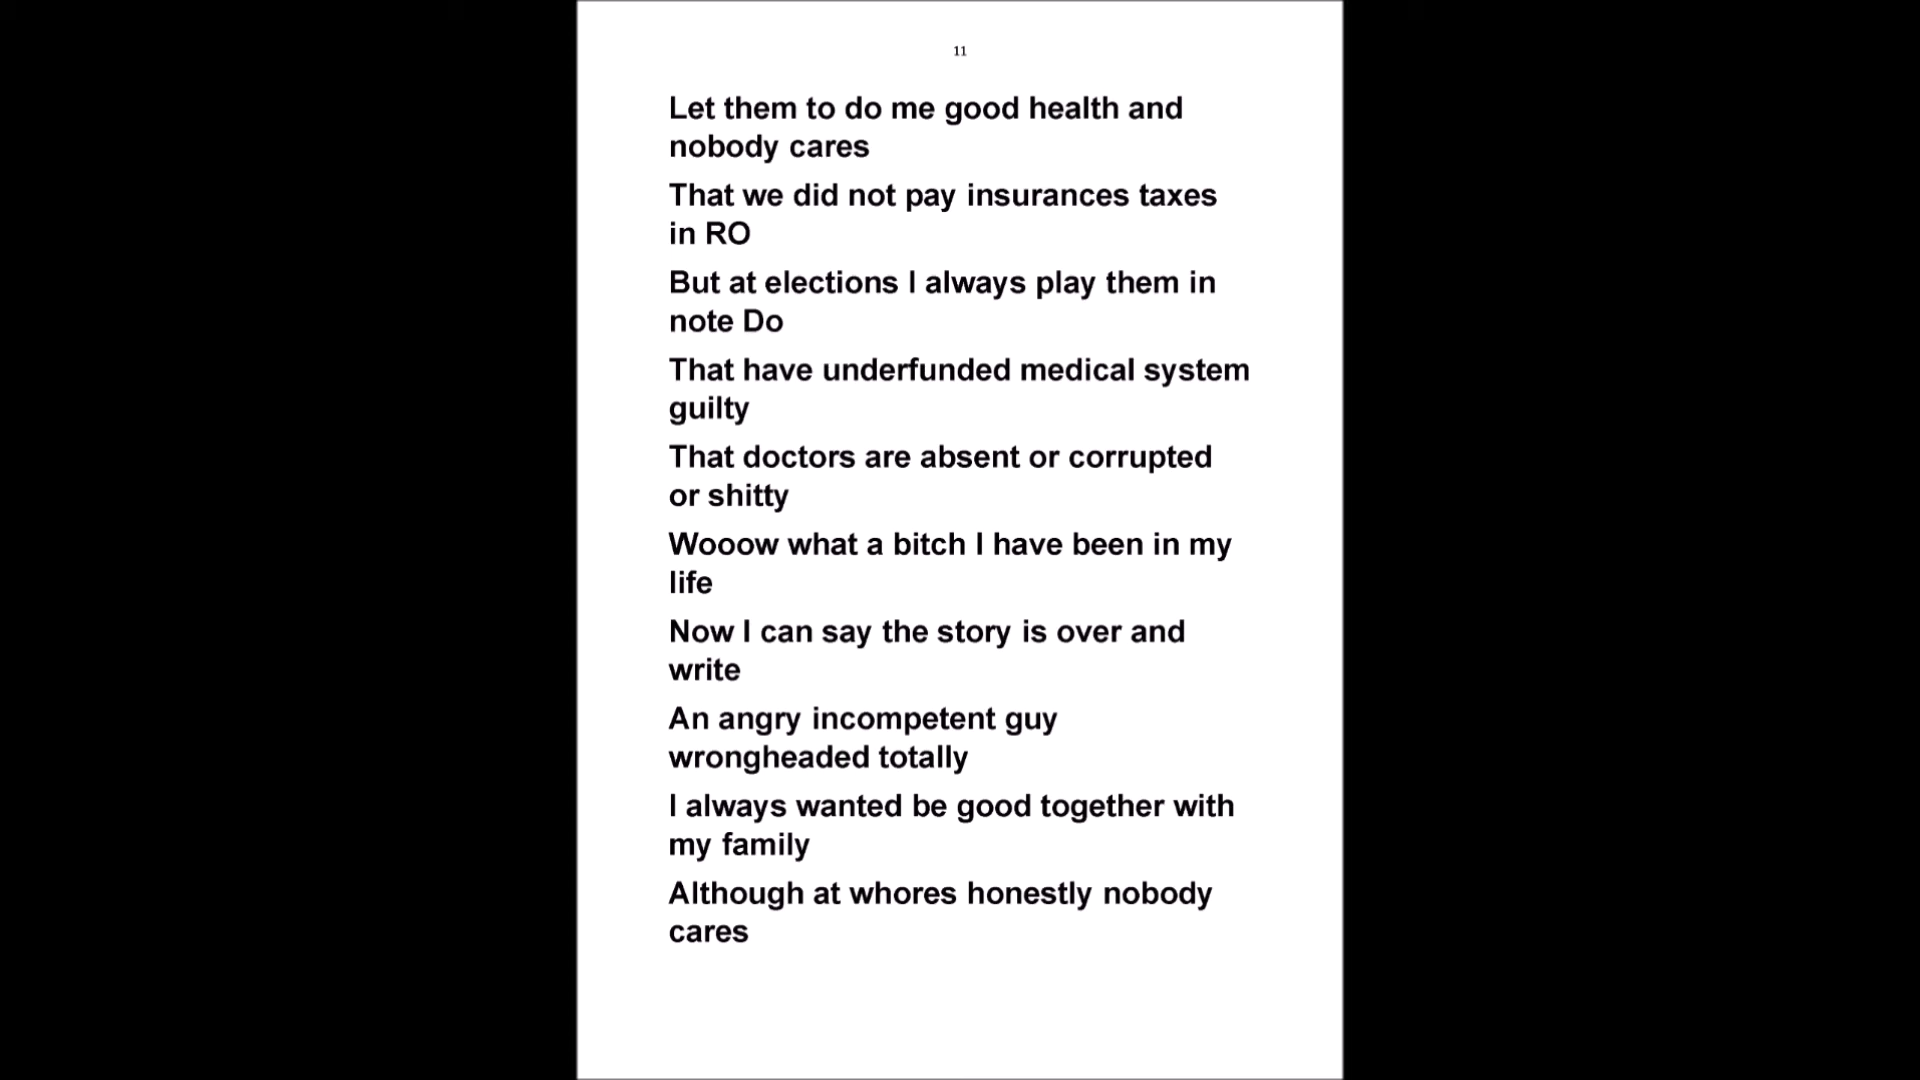 11
Let them to do me good health and
nobody cares
That we did not pay insurances taxes
in RO
But at elections I always play them in
note Do
That have underfunded medical system
guilty
That doctors are absent or corrupted
or shitty
Wooow what a bitch I have been in my
life
Now I can say the story is over and
write
An angry incompetent guy
wrongheaded totally
I always wanted be good together with
my family
Although at whores honestly nobody
cares